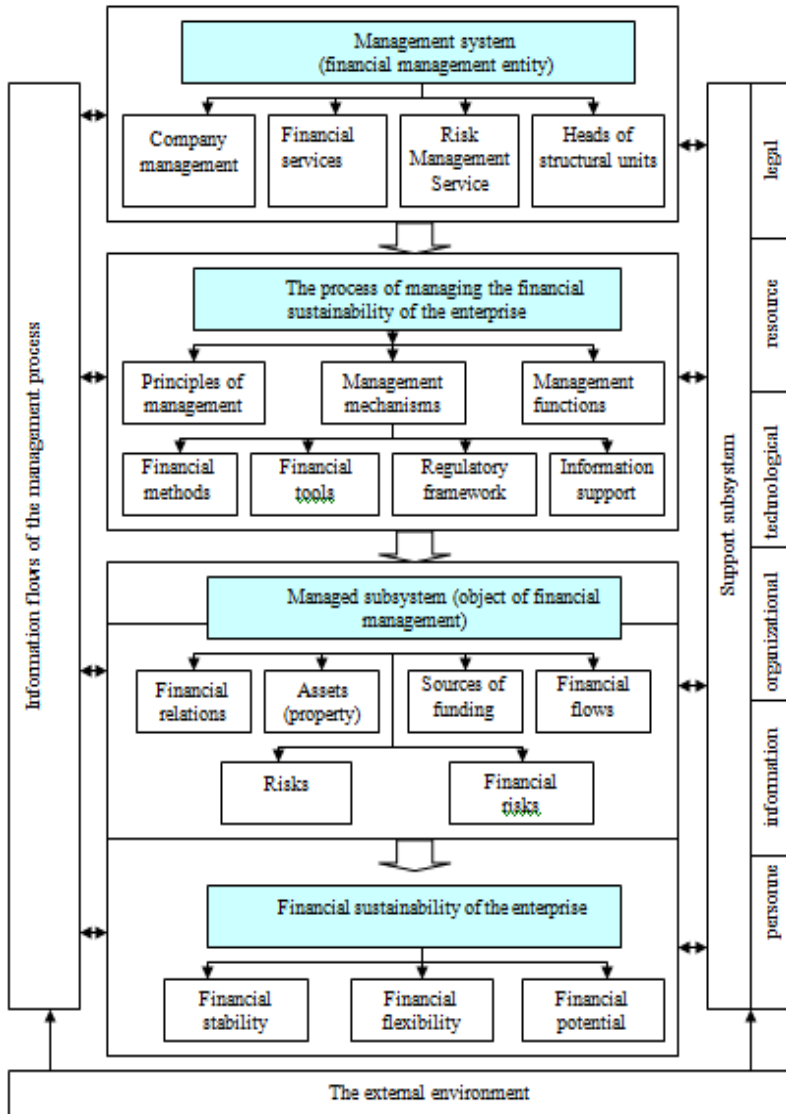 Management system
(financial management entity)
Company
management
Financial
services
Risk
Management
Service
Heads of
structural units
The process of managing the financial
sustainability of the enterprise
Principles of
management
Management
mechanisms
Management
functions
Financial
methods
Financial
tools
Regulatory
framework
Information
support
Managed subsystem (object of financial
management)
Financial
relations
Assets
(property)
Sources of
funding
Financial
flows
Risks
Financial
risks
Financial sustainability of the enterprise
Financial
stability
Financial
flexibility
Financial
potential
Information flows of the management process
Support subsystem
legal
resource
technological
organizational
information
personne
The external environment